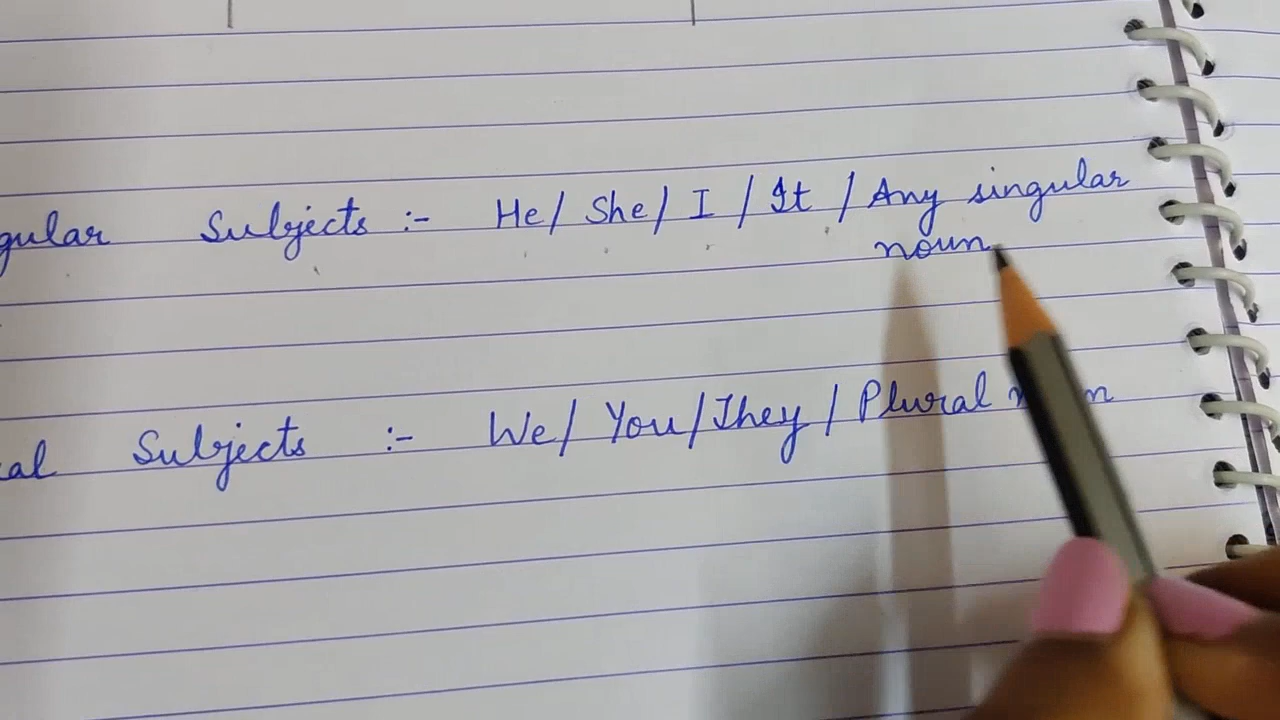 gular Subjects :- He/ She/ I / It / Any singular
noun
al Subjects :- We/ You/They / Plural